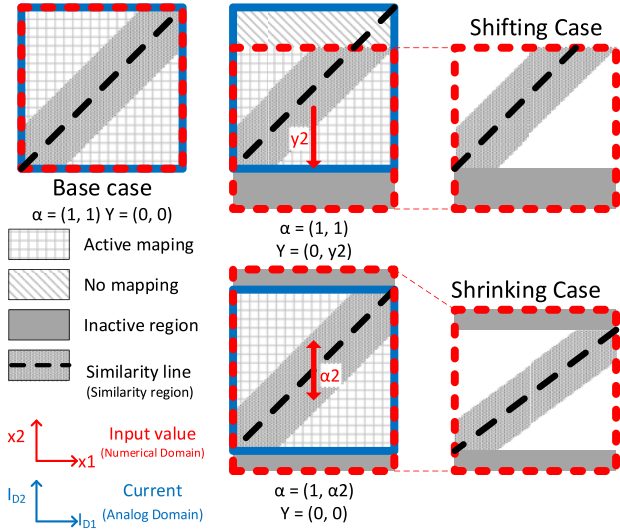 Base case
α = (1, 1) Y = (0, 0)
Active maping
No mapping
Inactive region
Similarity line
(Similarity region)
x2
x1
Input value
(Numerical Domain)
I_D2
I_D1
Current
(Analog Domain)
y2
α = (1, 1)
Y = (0, y2)
Shifting Case
α2
α = (1, α2)
Y = (0, 0)
Shrinking Case